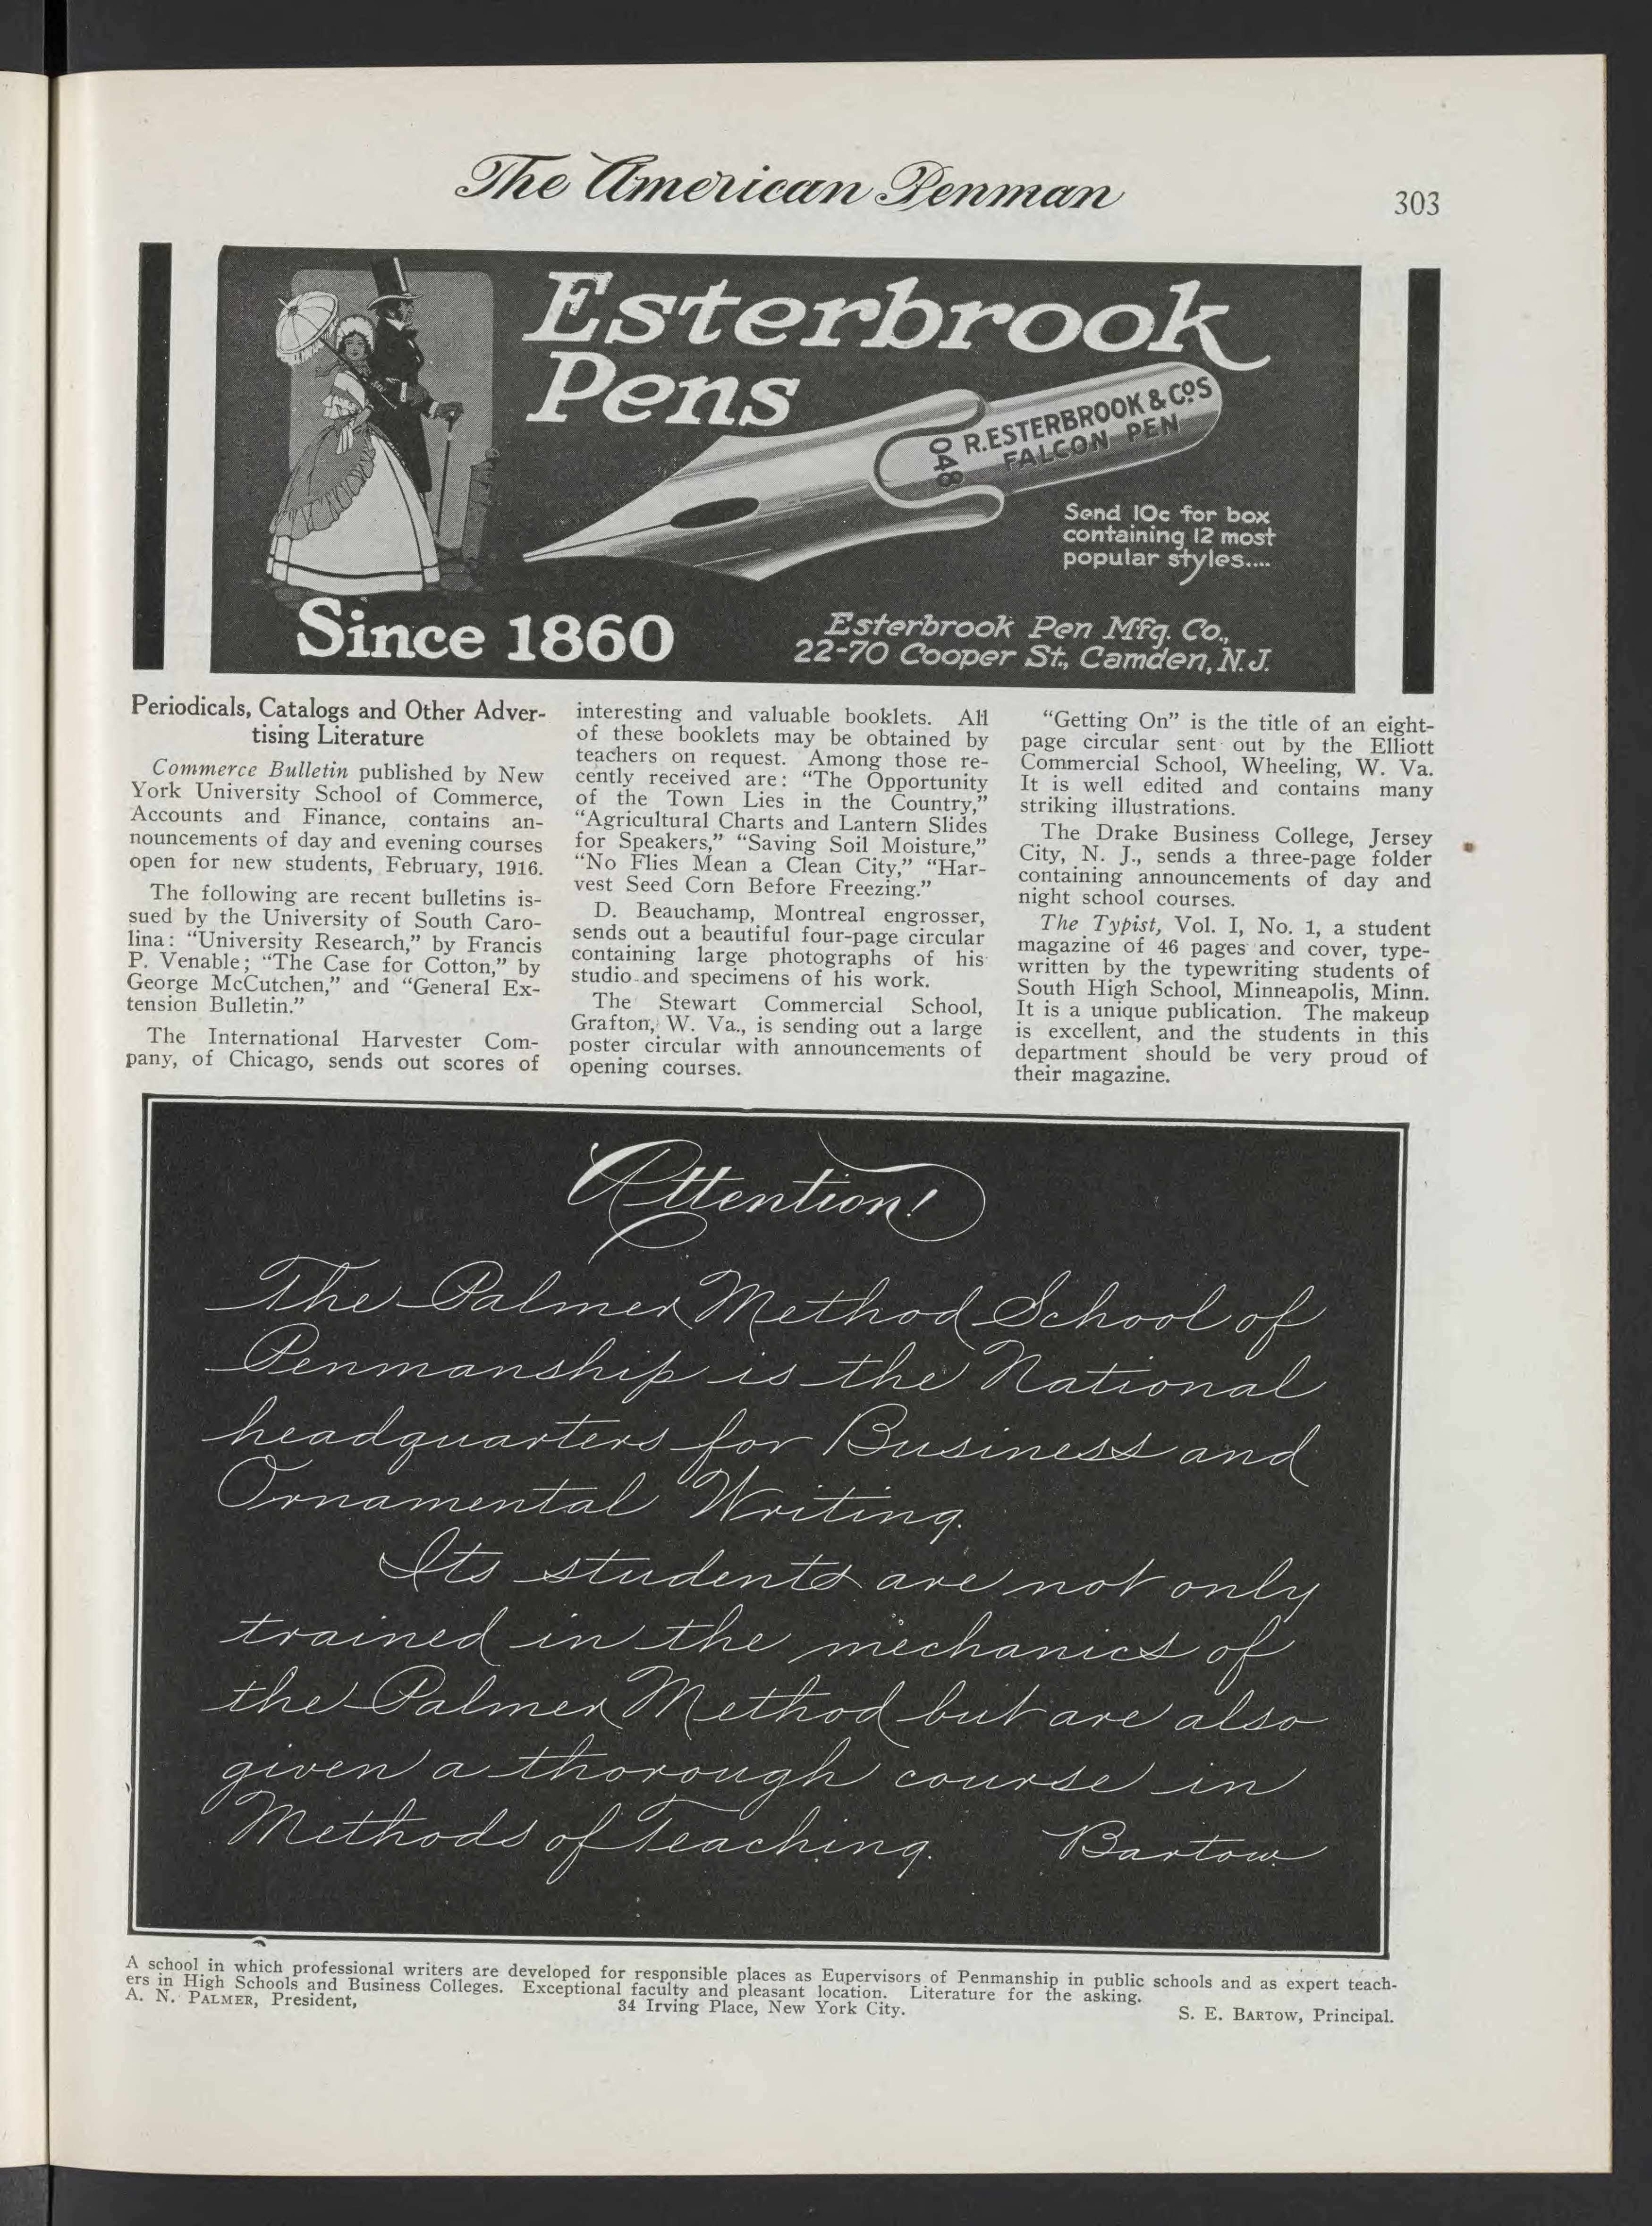 The American Penman
303
Esterbrook
Pens
R.ESTERBROOK & CO'S
FALCON PEN
048
Send 10c for box
containing 12 most
popular styles....
Since 1860
Esterbrook Pen Mfg. Co.,
22-70 Cooper St., Camden, N.J.
Periodicals, Catalogs and Other Adver-
tising Literature
Commerce Bulletin published by New
York University School of Commerce,
Accounts and Finance, contains an-
nouncements of day and evening courses
open for new students, February, 1916.
The following are recent bulletins is-
sued by the University of South Caro-
lina: “University Research,” by Francis
P. Venable; “The Case for Cotton,” by
George McCutchen,” and “General Ex-
tension Bulletin.”
The International Harvester Com-
pany, of Chicago, sends out scores of
interesting and valuable booklets. All
of these booklets may be obtained by
teachers on request. Among those re-
cently received are: “The Opportunity
of the Town Lies in the Country,”
“Agricultural Charts and Lantern Slides
for Speakers,” “Saving Soil Moisture,”
“No Flies Mean a Clean City,” “Har-
vest Seed Corn Before Freezing.”
D. Beauchamp, Montreal engrosser,
sends out a beautiful four-page circular
containing large photographs of his
studio and specimens of his work.
The Stewart Commercial School,
Grafton, W. Va., is sending out a large
poster circular with announcements of
opening courses.
“Getting On” is the title of an eight-
page circular sent out by the Elliott
Commercial School, Wheeling, W. Va.
It is well edited and contains many
striking illustrations.
The Drake Business College, Jersey
City, N. J., sends a three-page folder
containing announcements of day and
night school courses.
The Typist, Vol. I, No. 1, a student
magazine of 46 pages and cover, type-
written by the typewriting students of
South High School, Minneapolis, Minn.
It is a unique publication. The makeup
is excellent, and the students in this
department should be very proud of
their magazine.
Attention!
The Palmer Method School of
Penmanship is the National
headquarters for Business and
Ornamental Writing.
Its students are not only
trained in the mechanics of
the Palmer Method but are also
given a thorough course in
Methods of Teaching. Bartow
A school in which professional writers are developed for responsible places as Eupervisors of Penmanship in public schools and as expert teach-
ers in High Schools and Business Colleges. Exceptional faculty and pleasant location. Literature for the asking.
A. N. PALMER, President, 34 Irving Place, New York City. S. E. BARTOW, Principal.